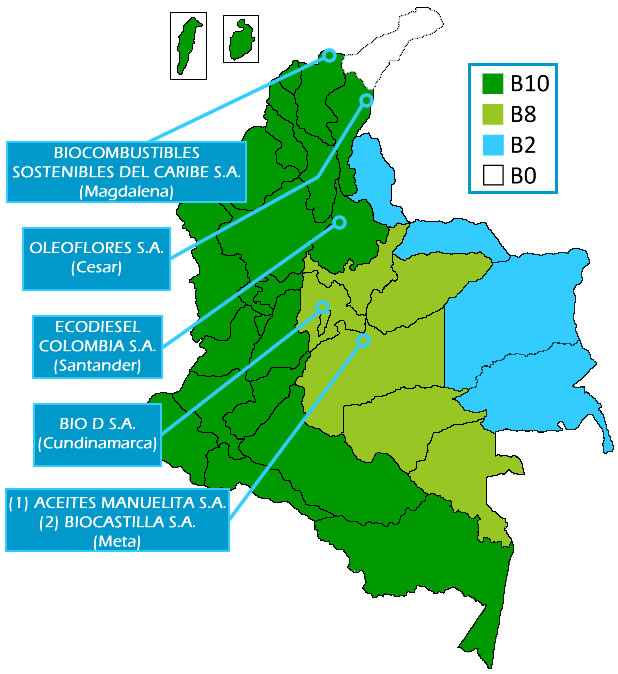 B10
B8
B2
B0
BIOCOMBUSTIBLES
SOSTENIBLES DEL CARIBE S.A.
(Magdalena)
OLEOFLORES S.A.
(Cesar)
ECODIESEL
COLOMBIA S.A.
(Santander)
BIO D S.A.
(Cundinamarca)
(1) ACEITES MANUELITA S.A.
(2) BIOCASTILLA S.A.
(Meta)